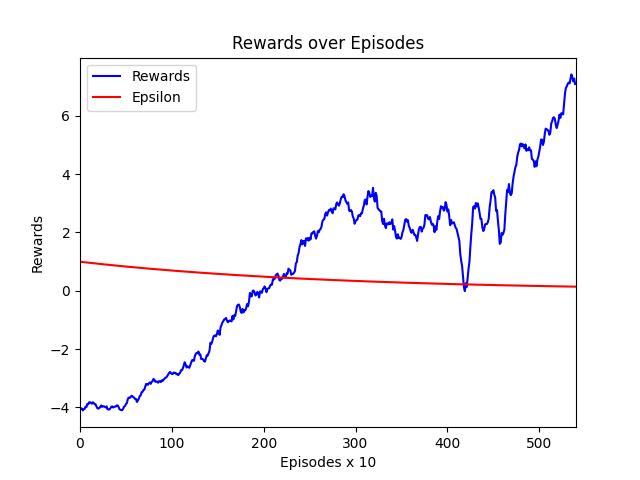 Rewards over Episodes
Rewards
Epsilon
6
4
2
0
−2
−4
Rewards
0 100 200 300 400 500
Episodes x 10